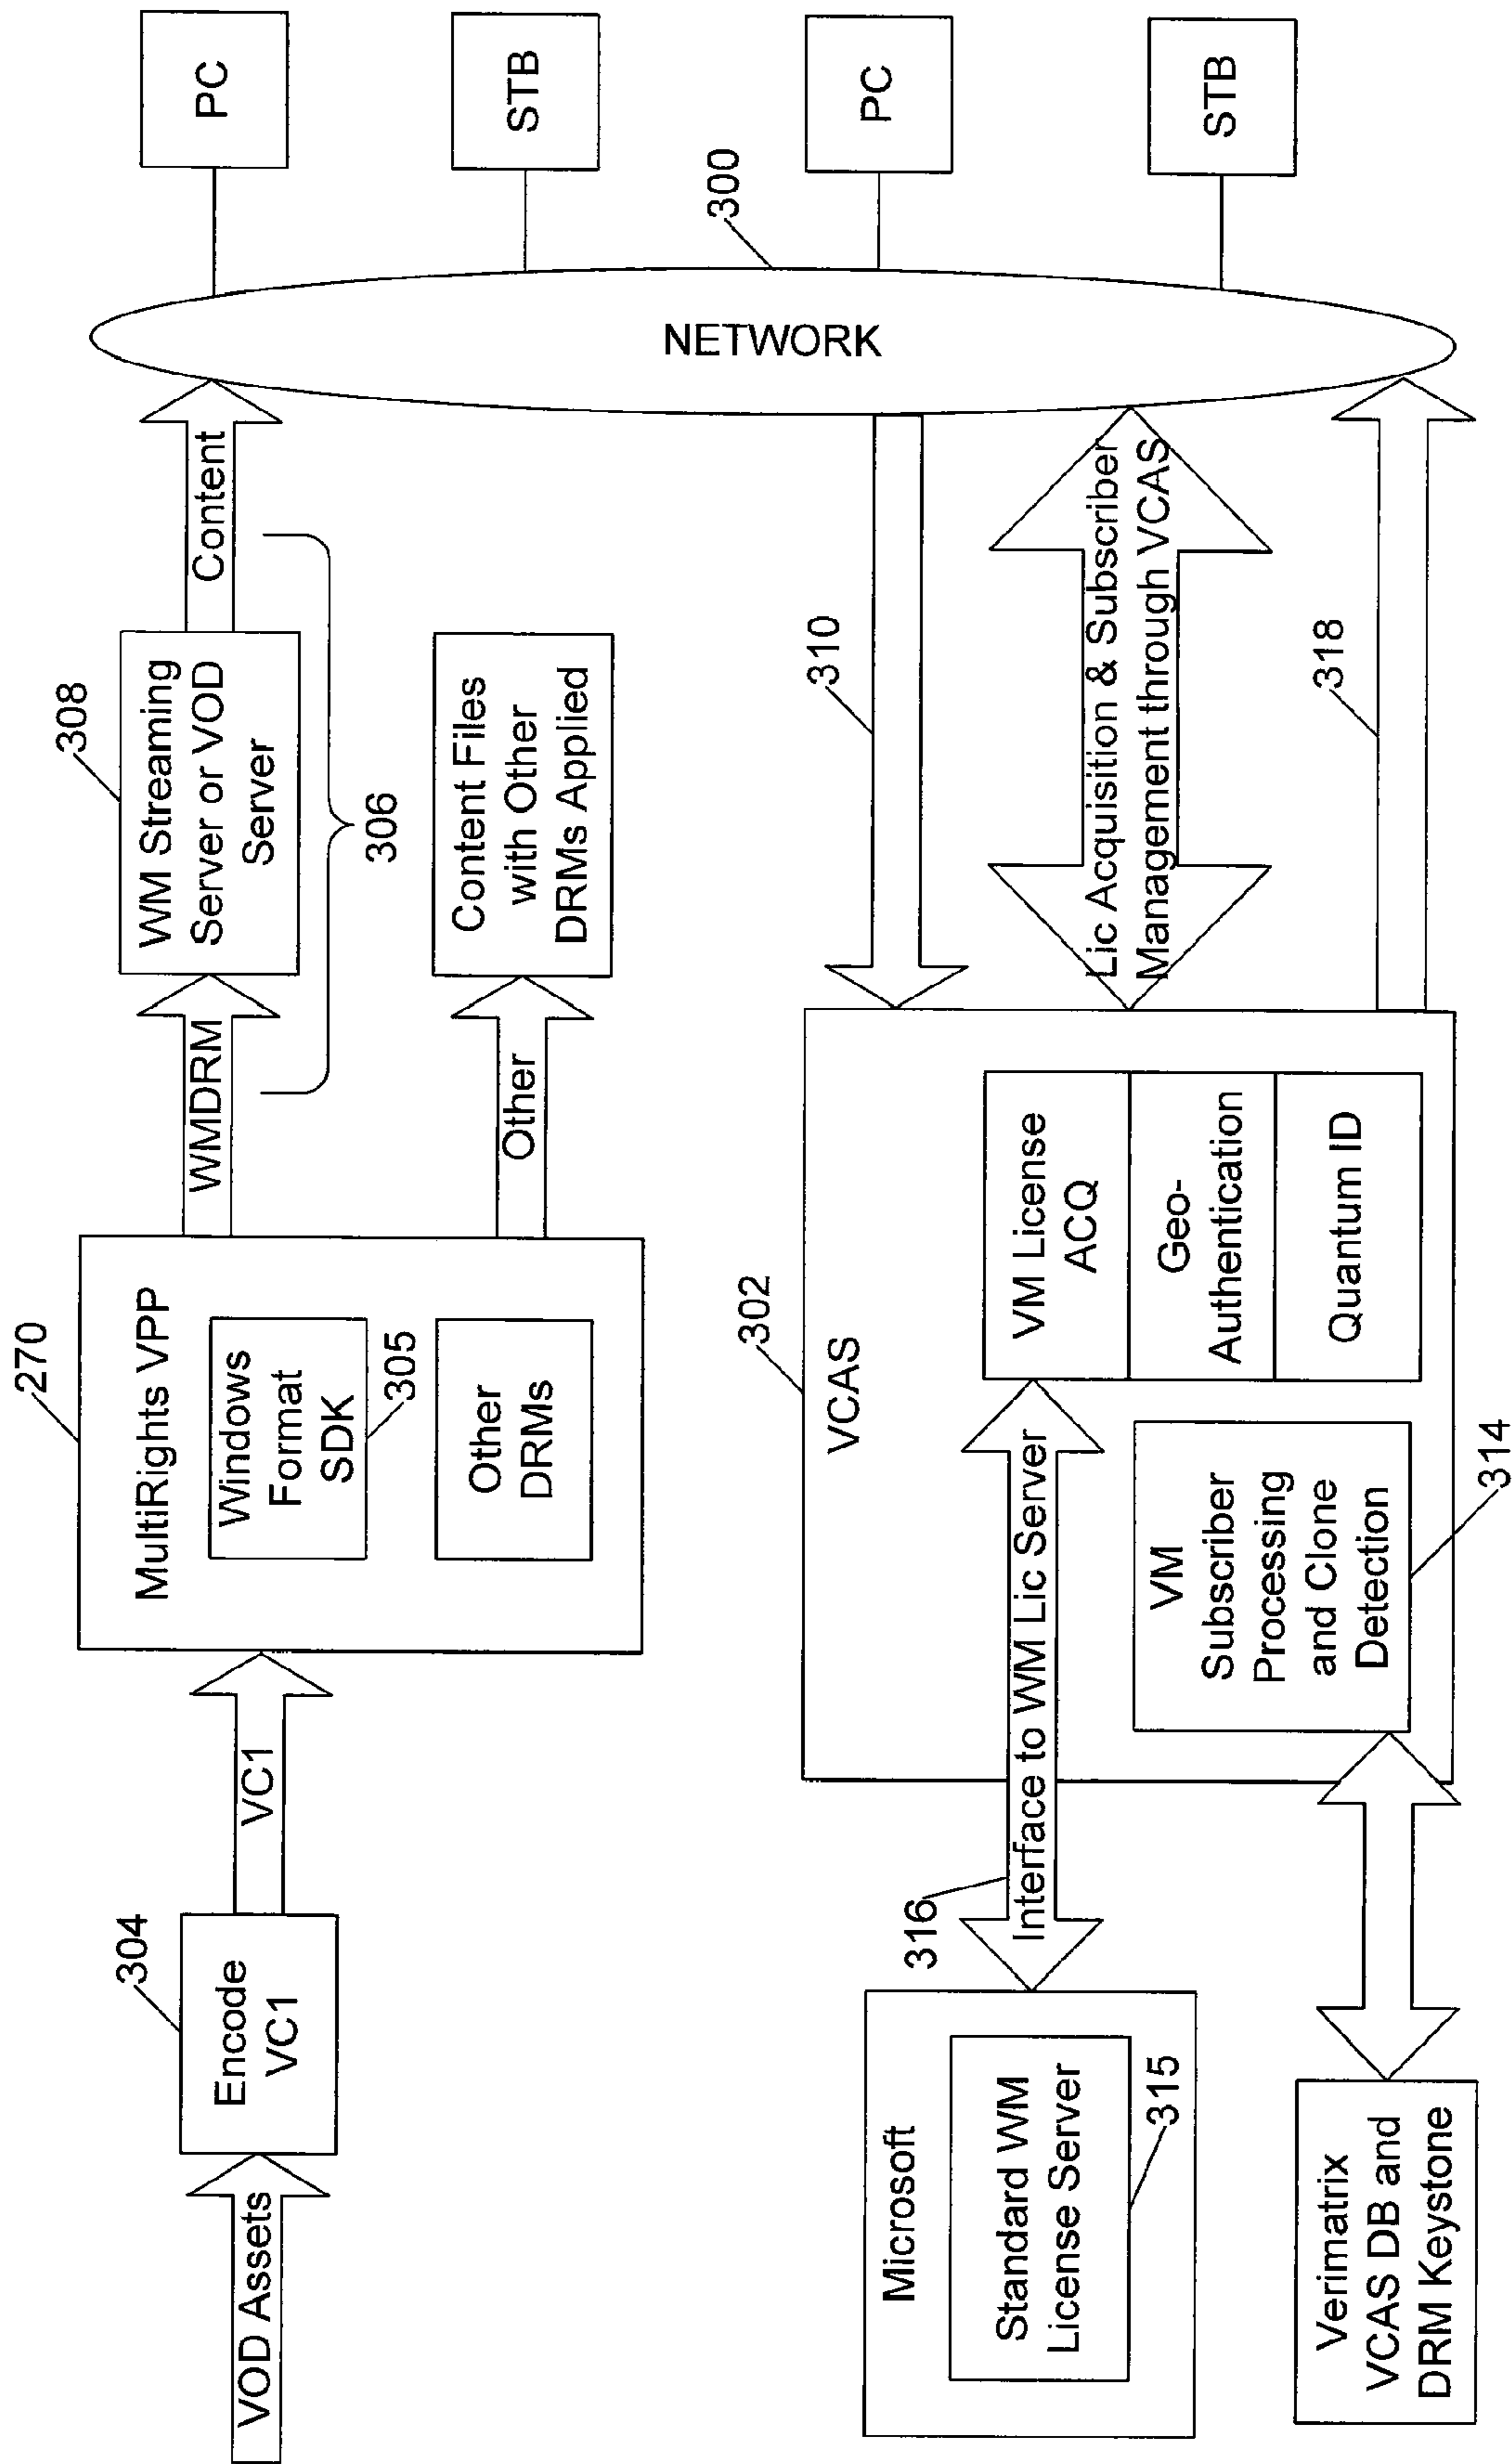 VOD Assets
304
Encode
VC1
VC1
270
MultiRights VPP
Windows
Format
SDK
305
Other
DRMs
WMDRM
Other
308
WM Streaming
Server or VOD
Server
306
Content Files
with Other
DRMs Applied
Content
NETWORK
300
PC
STB
PC
STB
310
Lic Acquisition & Subscriber
Management through VCAS
318
302
VCAS
VM License
ACQ
Geo-
Authentication
Quantum ID
VM
Subscriber
Processing
and Clone
Detection
314
316
Interface to WM Lic Server
Microsoft
Standard WM
License Server
315
Verimatrix
VCAS DB and
DRM Keystone